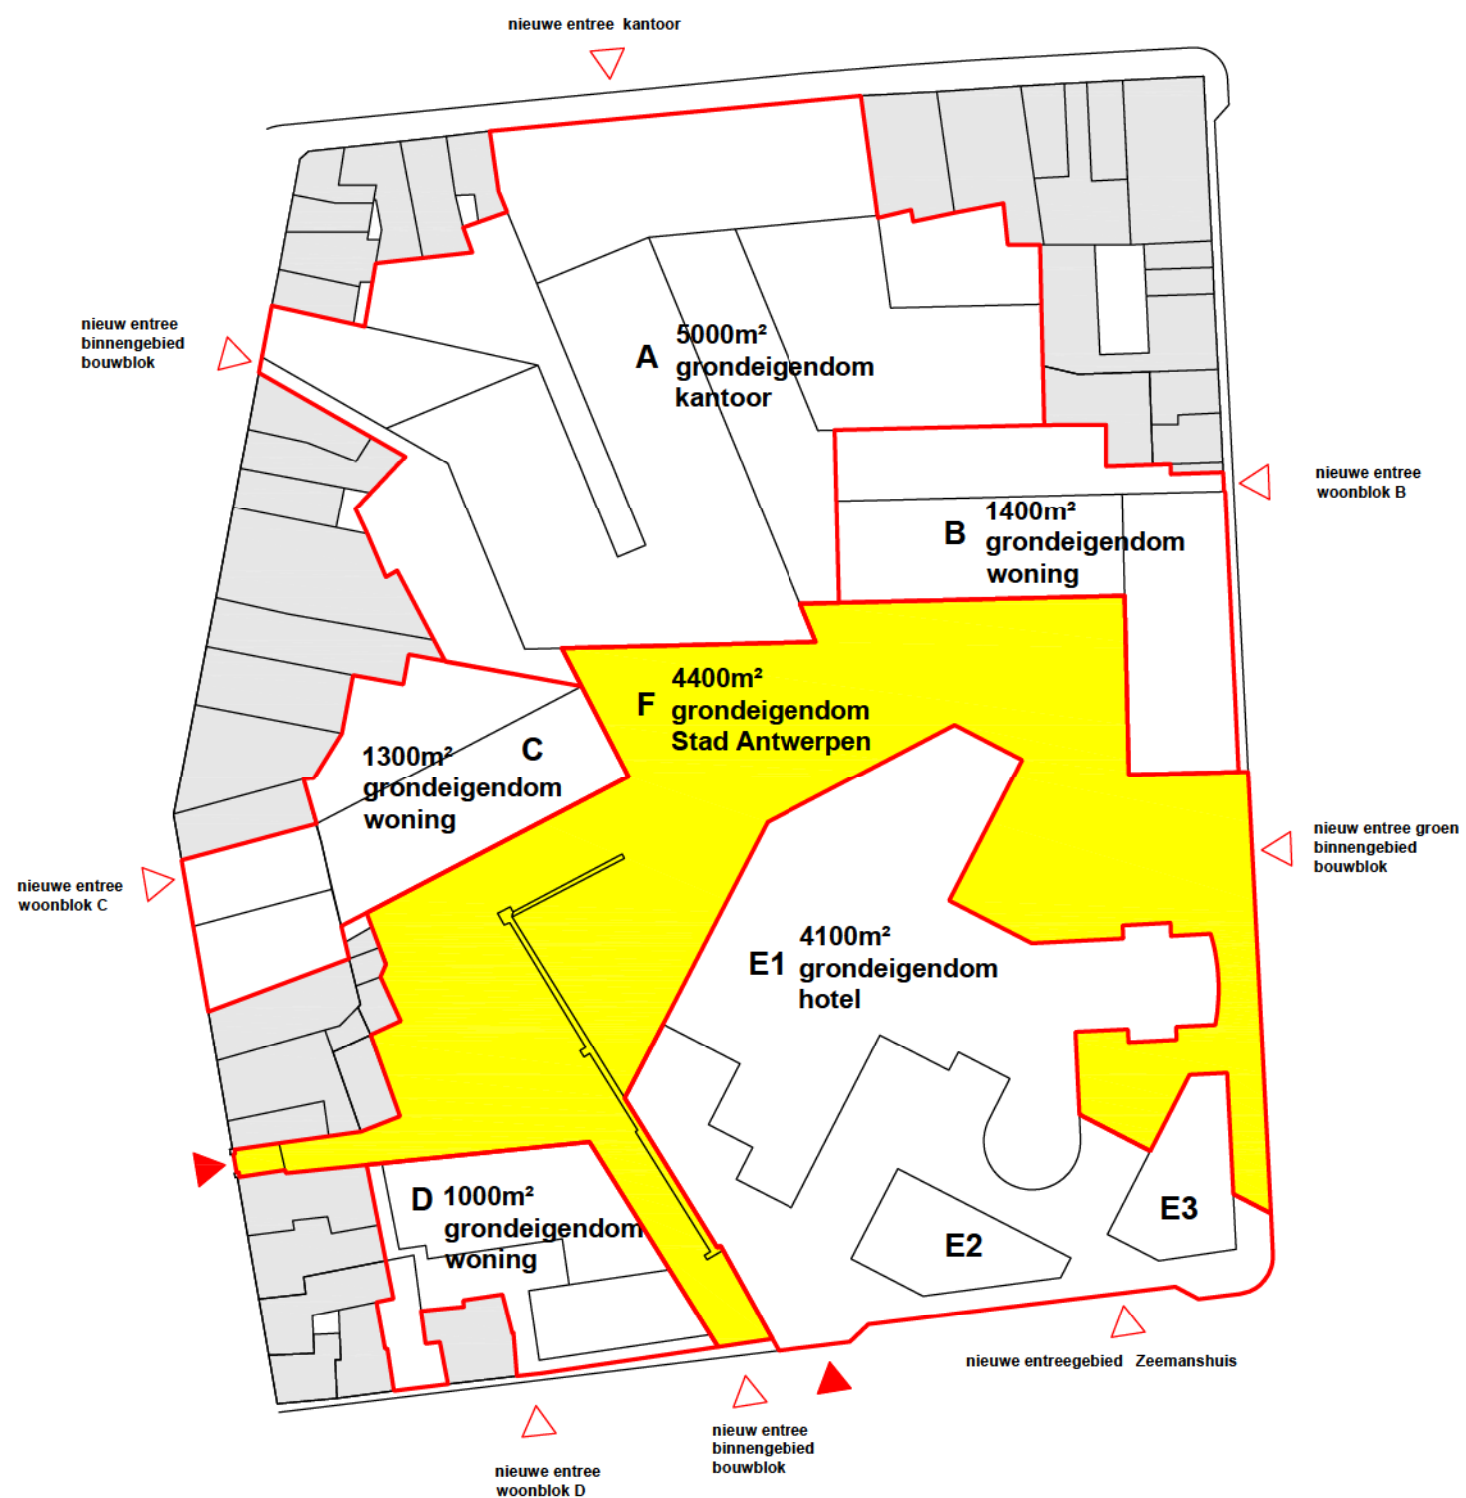 nieuwe entree kantoor
nieuw entree
binnengebied
bouwblok
A
5000m²
grondeigendom
kantoor
nieuwe entree
woonblok B
B
1400m²
grondeigendom
woning
F
4400m²
grondeigendom
Stad Antwerpen
C
1300m²
grondeigendom
woning
nieuw entree groen
binnengebied
bouwblok
nieuwe entree
woonblok C
E1
4100m²
grondeigendom
hotel
D
1000m²
grondeigendom
woning
E2
E3
nieuwe entreegebied Zeemanshuis
nieuw entree
binnengebied
bouwblok
nieuwe entree
woonblok D